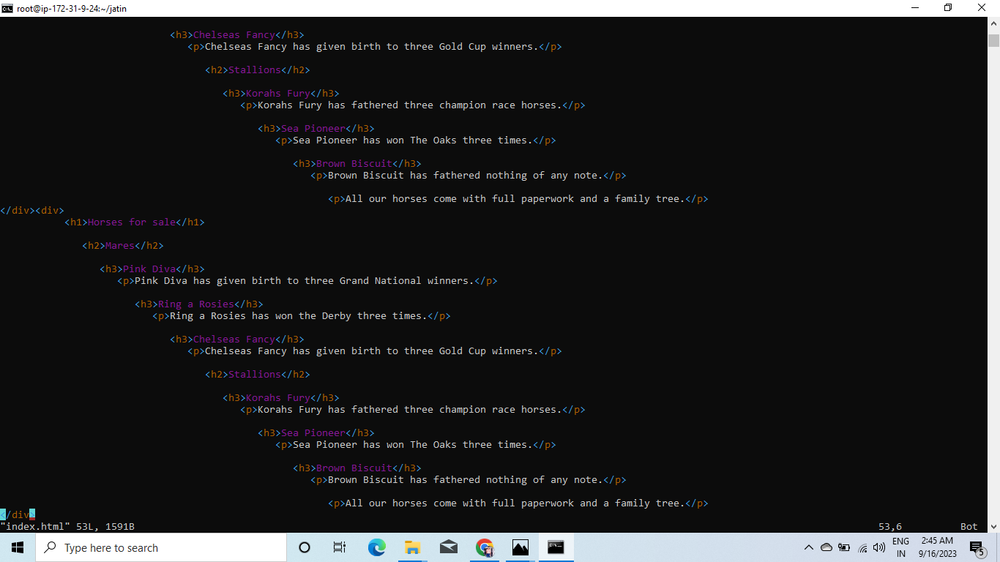 root@ip-172-31-9-24:~/jatin
<h3>Chelseas Fancy</h3>
<p>Chelseas Fancy has given birth to three Gold Cup winners.</p>
<h2>Stallions</h2>
<h3>Korahs Fury</h3>
<p>Korahs Fury has fathered three champion race horses.</p>
<h3>Sea Pioneer</h3>
<p>Sea Pioneer has won The Oaks three times.</p>
<h3>Brown Biscuit</h3>
<p>Brown Biscuit has fathered nothing of any note.</p>
<p>All our horses come with full paperwork and a family tree.</p>
</div><div>
<h1>Horses for sale</h1>
<h2>Mares</h2>
<h3>Pink Diva</h3>
<p>Pink Diva has given birth to three Grand National winners.</p>
<h3>Ring a Rosies</h3>
<p>Ring a Rosies has won the Derby three times.</p>
<h3>Chelseas Fancy</h3>
<p>Chelseas Fancy has given birth to three Gold Cup winners.</p>
<h2>Stallions</h2>
<h3>Korahs Fury</h3>
<p>Korahs Fury has fathered three champion race horses.</p>
<h3>Sea Pioneer</h3>
<p>Sea Pioneer has won The Oaks three times.</p>
<h3>Brown Biscuit</h3>
<p>Brown Biscuit has fathered nothing of any note.</p>
<p>All our horses come with full paperwork and a family tree.</p>
</div>
"index.html" 53L, 1591B 53,6 Bot
Type here to search
ENG 2:45 AM
IN 9/16/2023 5